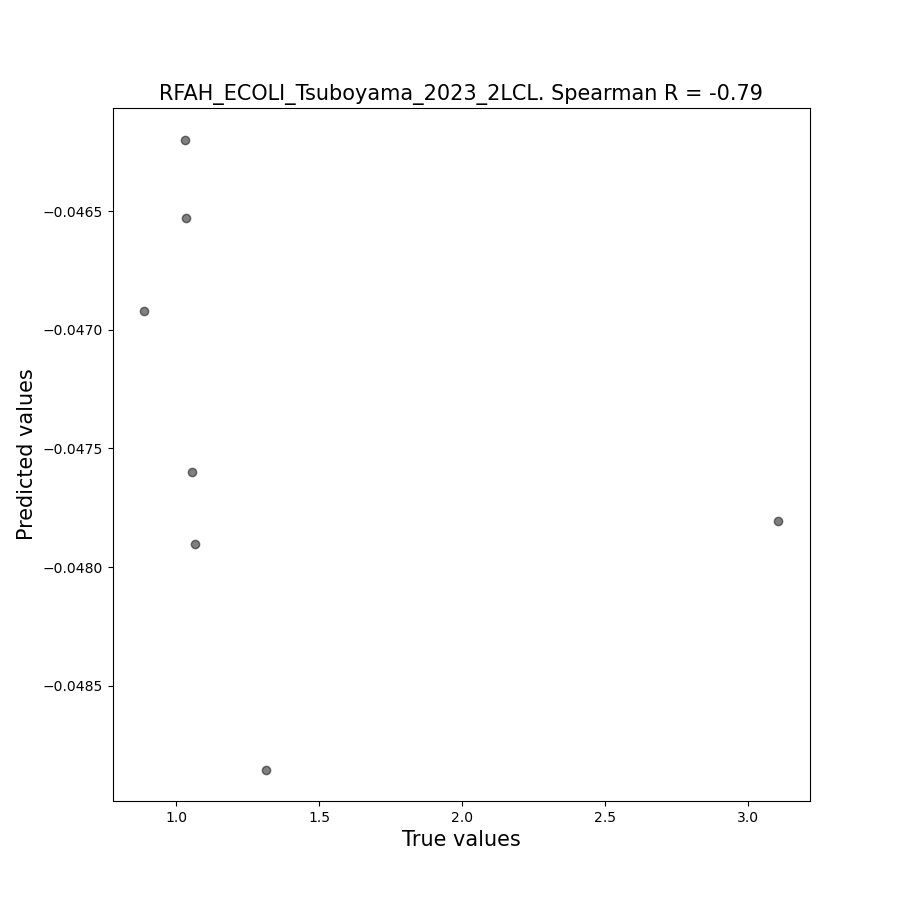 RFAH_ECOLI_Tsuboyama_2023_2LCL. Spearman R = -0.79
−0.0465
−0.0470
−0.0475
−0.0480
−0.0485
Predicted values
1.0 1.5 2.0 2.5 3.0
True values